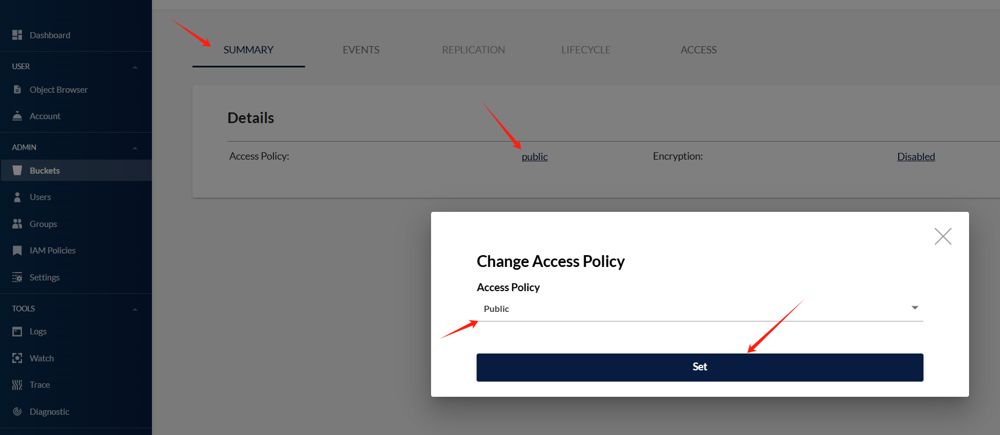 Dashboard
USER
Object Browser
Account
ADMIN
Buckets
Users
Groups
IAM Policies
Settings
TOOLS
Logs
Watch
Trace
Diagnostic
SUMMARY EVENTS REPLICATION LIFECYCLE ACCESS
Details
Access Policy: public Encryption: Disabled
Change Access Policy
Access Policy
Public
Set